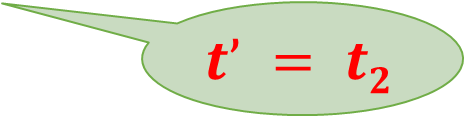 t’ = t₂